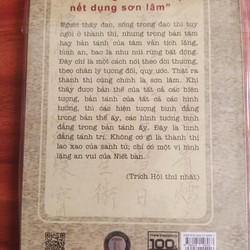 nết dụng sơn lâm"
Người thấy đạo, sống trong đạo thì tuy
ngồi ở thành thị, nhưng trong bản tâm
hay bản tánh của tâm vẫn tịch lặng,
bình an, bao la như núi rừng bất động.
Đây chỉ là một cách nói theo đời thường,
theo chân lý tương đối, quy ước. Thật ra
thành thị cũng chính là sơn lâm. Khi
thấy được bản thể của tất cả các hiện
tượng, bản tánh của tất cả các hình
tướng, thì các hiện tượng bình đẳng
trong bản thể ấy, các hình tướng bình
đẳng trong bản tánh ấy. Đây là bình
đẳng tánh trí. Không có gì là thành thị
lao xao của sanh tử; chỉ có một vị bình
lặng an vui của Niết bàn.
(Trích Hội thứ nhất)
100